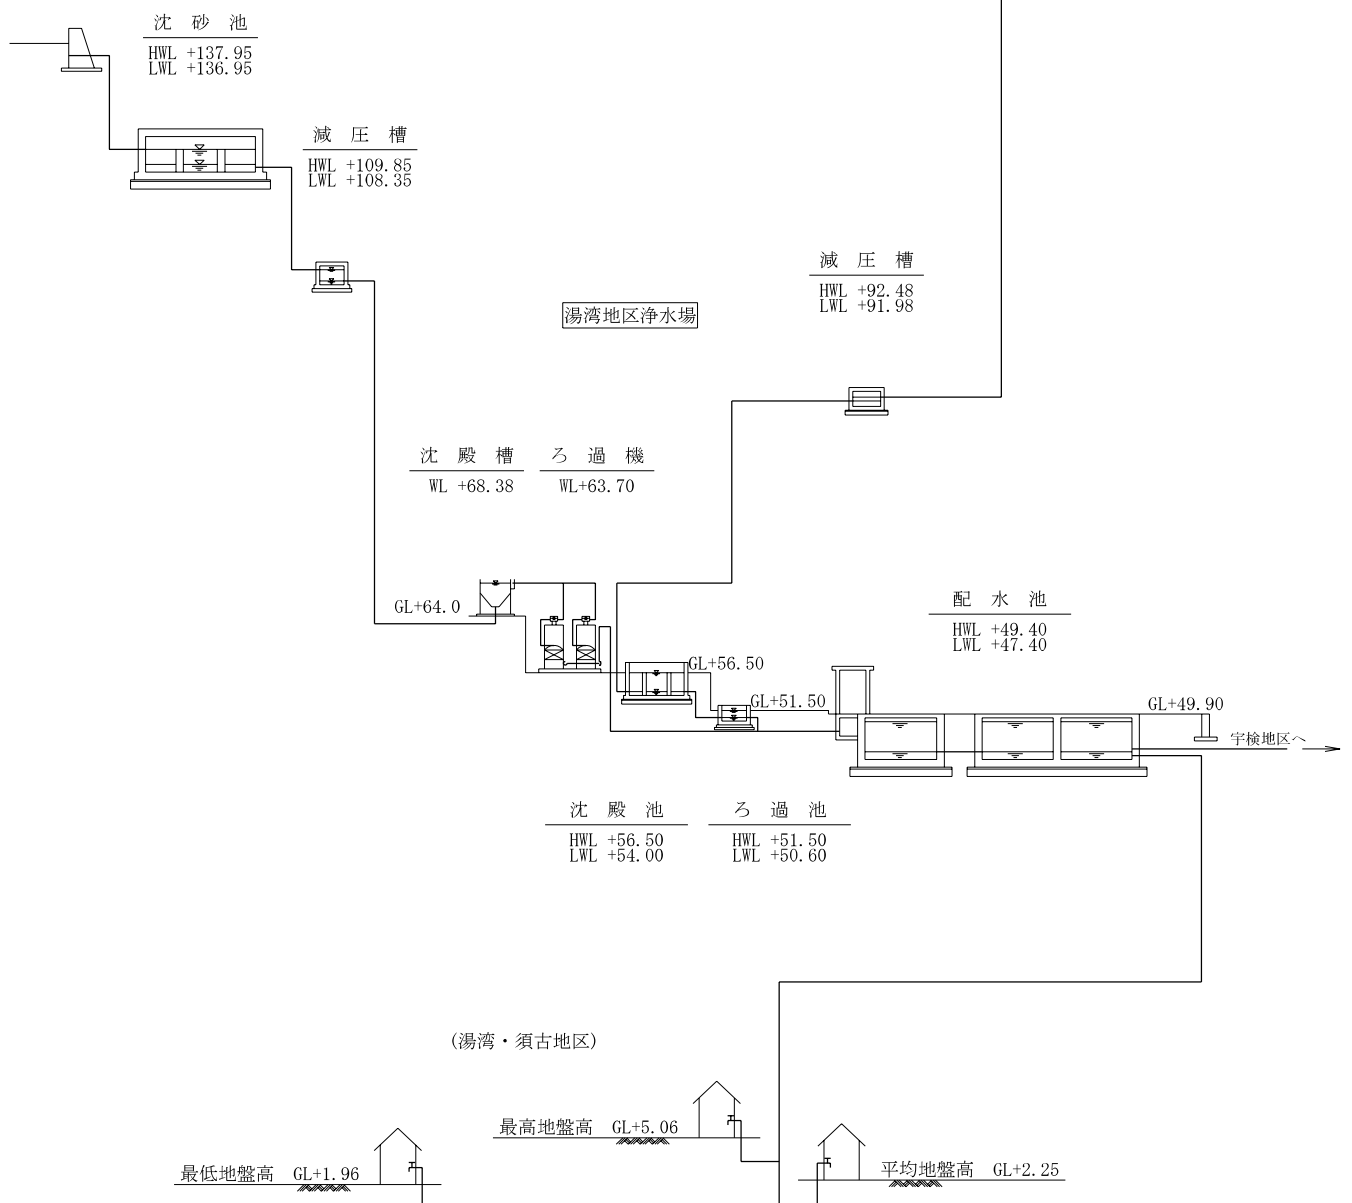 沈　砂　池
HWL +137.95
LWL +136.95
減　圧　槽
HWL +109.85
LWL +108.35
減　圧　槽
HWL +92.48
LWL +91.98
湯湾地区浄水場
沈　殿　槽
WL +68.38
ろ　過　機
WL+63.70
GL+64.0
配　水　池
HWL +49.40
LWL +47.40
GL+56.50
GL+51.50
GL+49.90
宇検地区へ
沈　殿　池
HWL +56.50
LWL +54.00
ろ　過　池
HWL +51.50
LWL +50.60
(湯湾・須古地区)
最高地盤高　GL+5.06
最低地盤高　GL+1.96
平均地盤高　GL+2.25